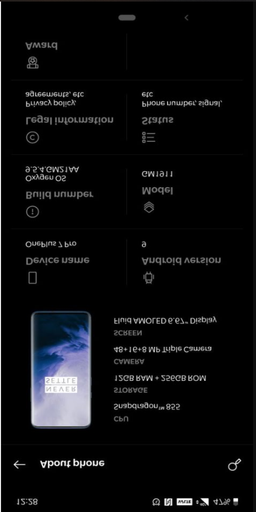 12:28 47%
About phone
CPU
Snapdragon™ 855
STORAGE
12GB RAM + 256GB ROM
CAMERA
48+16+8 MP Triple Camera
SCREEN
Fluid AMOLED 6.67" Display
NEVER
SETTLE
Device name
OnePlus 7 Pro
Android version
9
Build number
Oxygen OS
9.5.4.GM21AA
Model
GM1911
Legal information
Privacy policy,
agreements, etc
Status
Phone number, signal,
etc
Award